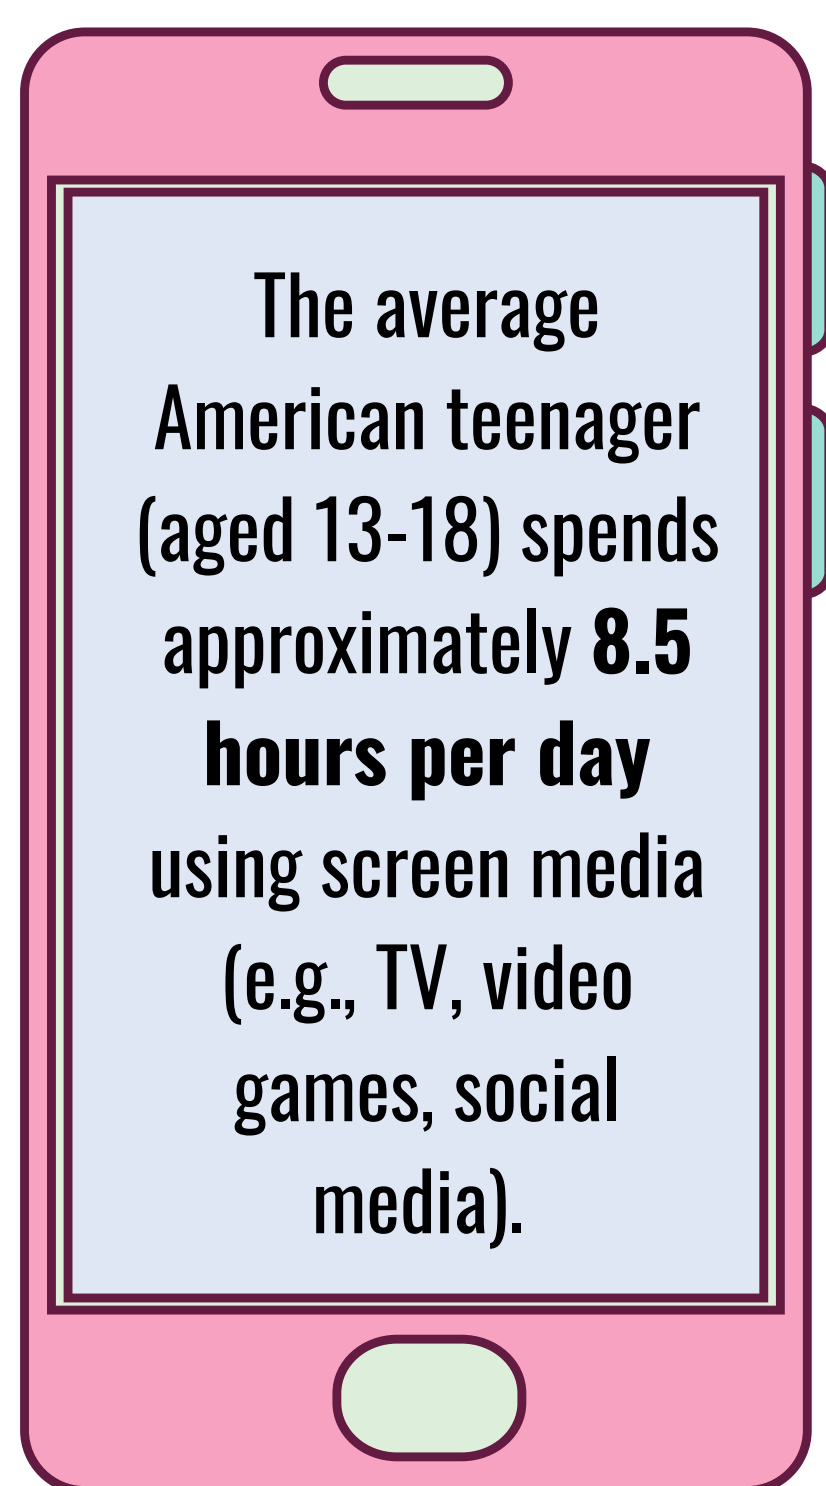 The average
American teenager
(aged 13-18) spends
approximately 8.5
hours per day
using screen media
(e.g., TV, video
games, social
media).